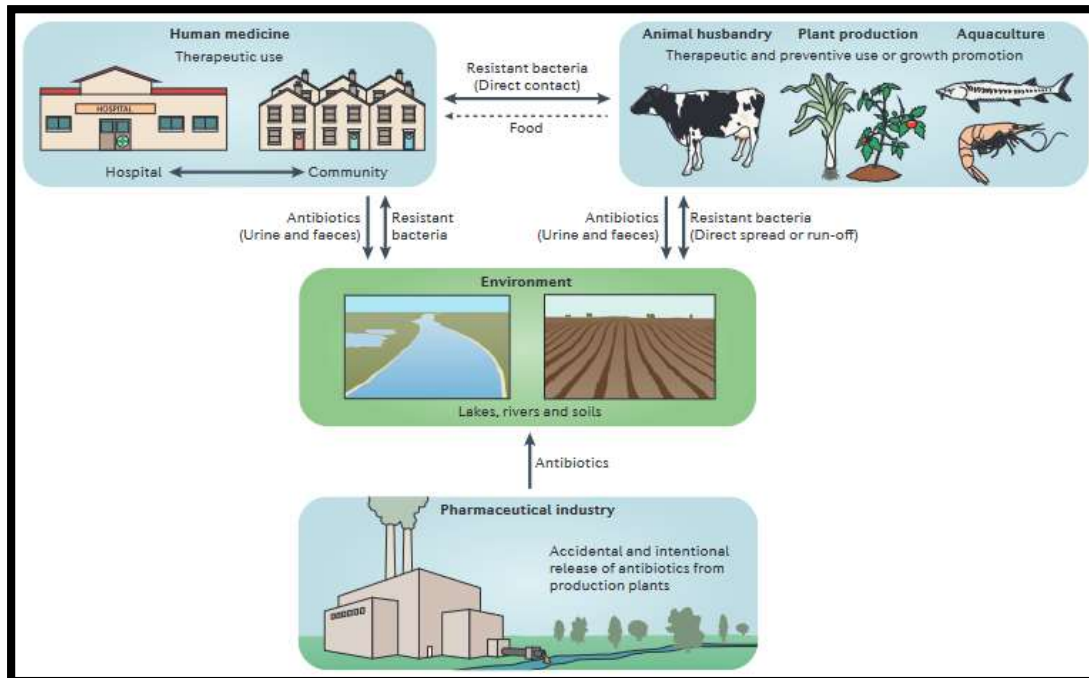 Human medicine
Therapeutic use
HOSPITAL
Hospital
Community
Resistant bacteria
(Direct contact)
Food
Animal husbandry
Plant production
Aquaculture
Therapeutic and preventive use or growth promotion
Antibiotics
(Urine and faeces)
Resistant
bacteria
Antibiotics
(Urine and faeces)
Resistant bacteria
(Direct spread or run-off)
Environment
Lakes, rivers and soils
Antibiotics
Pharmaceutical industry
Accidental and intentional
release of antibiotics from
production plants